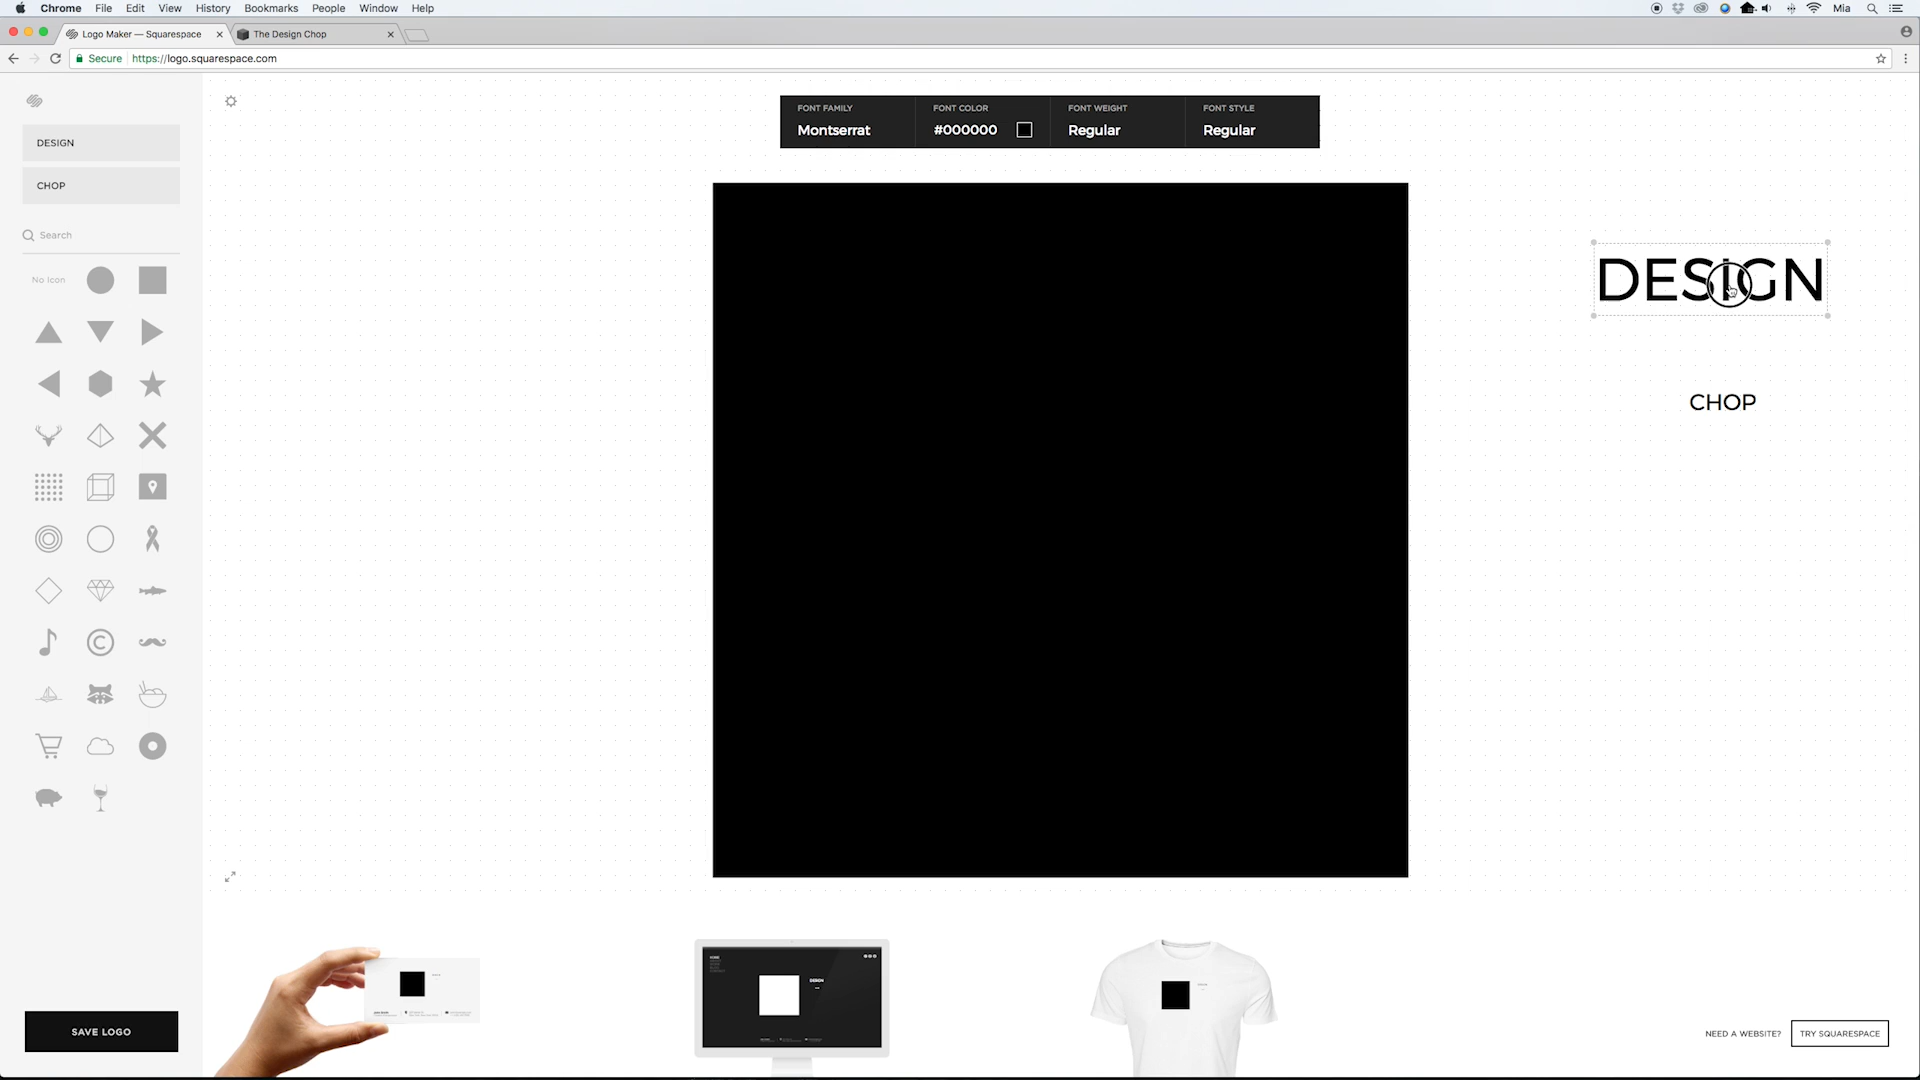 Chrome File Edit View History Bookmarks People Window Help Mia
Logo Maker — Squarespace The Design Chop
Secure https://logo.squarespace.com
DESIGN
CHOP
Search
No Icon
SAVE LOGO
FONT FAMILY FONT COLOR FONT WEIGHT FONT STYLE
Montserrat #000000 Regular Regular
DESIGN
CHOP
DESIGN
NEED A WEBSITE? TRY SQUARESPACE